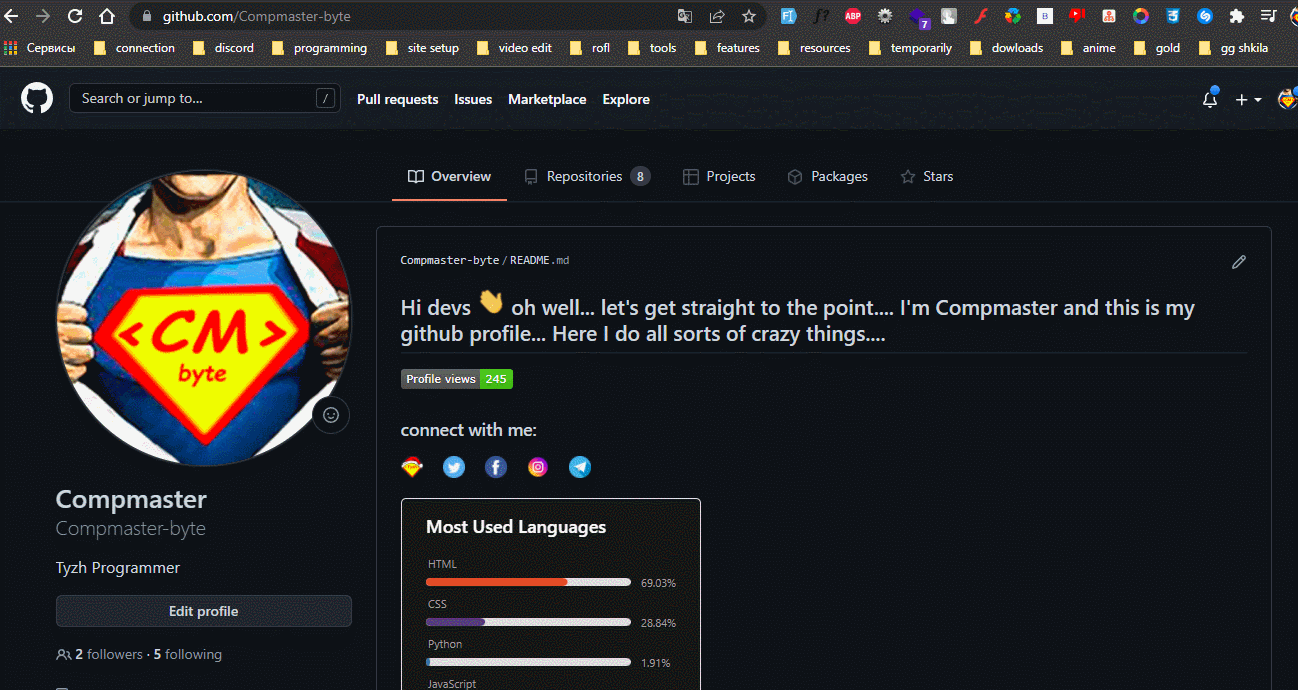 github.com/Compmaster-byte
ABP
7
B
Сервисы connection discord programming site setup video edit rofl tools features resources temporarily dowloads anime gold gg shkila
Search or jump to... / Pull requests Issues Marketplace Explore
Overview Repositories 8 Projects Packages Stars
<CM>
byte
Compmaster
Compmaster-byte
Tyzh Programmer
Edit profile
2 followers · 5 following
Compmaster-byte/README.md
Hi devs 👋 oh well... let's get straight to the point.... I'm Compmaster and this is my
github profile... Here I do all sorts of crazy things....
Profile views 245
connect with me:
Most Used Languages
HTML
69.03%
CSS
28.84%
Python
1.91%
JavaScript